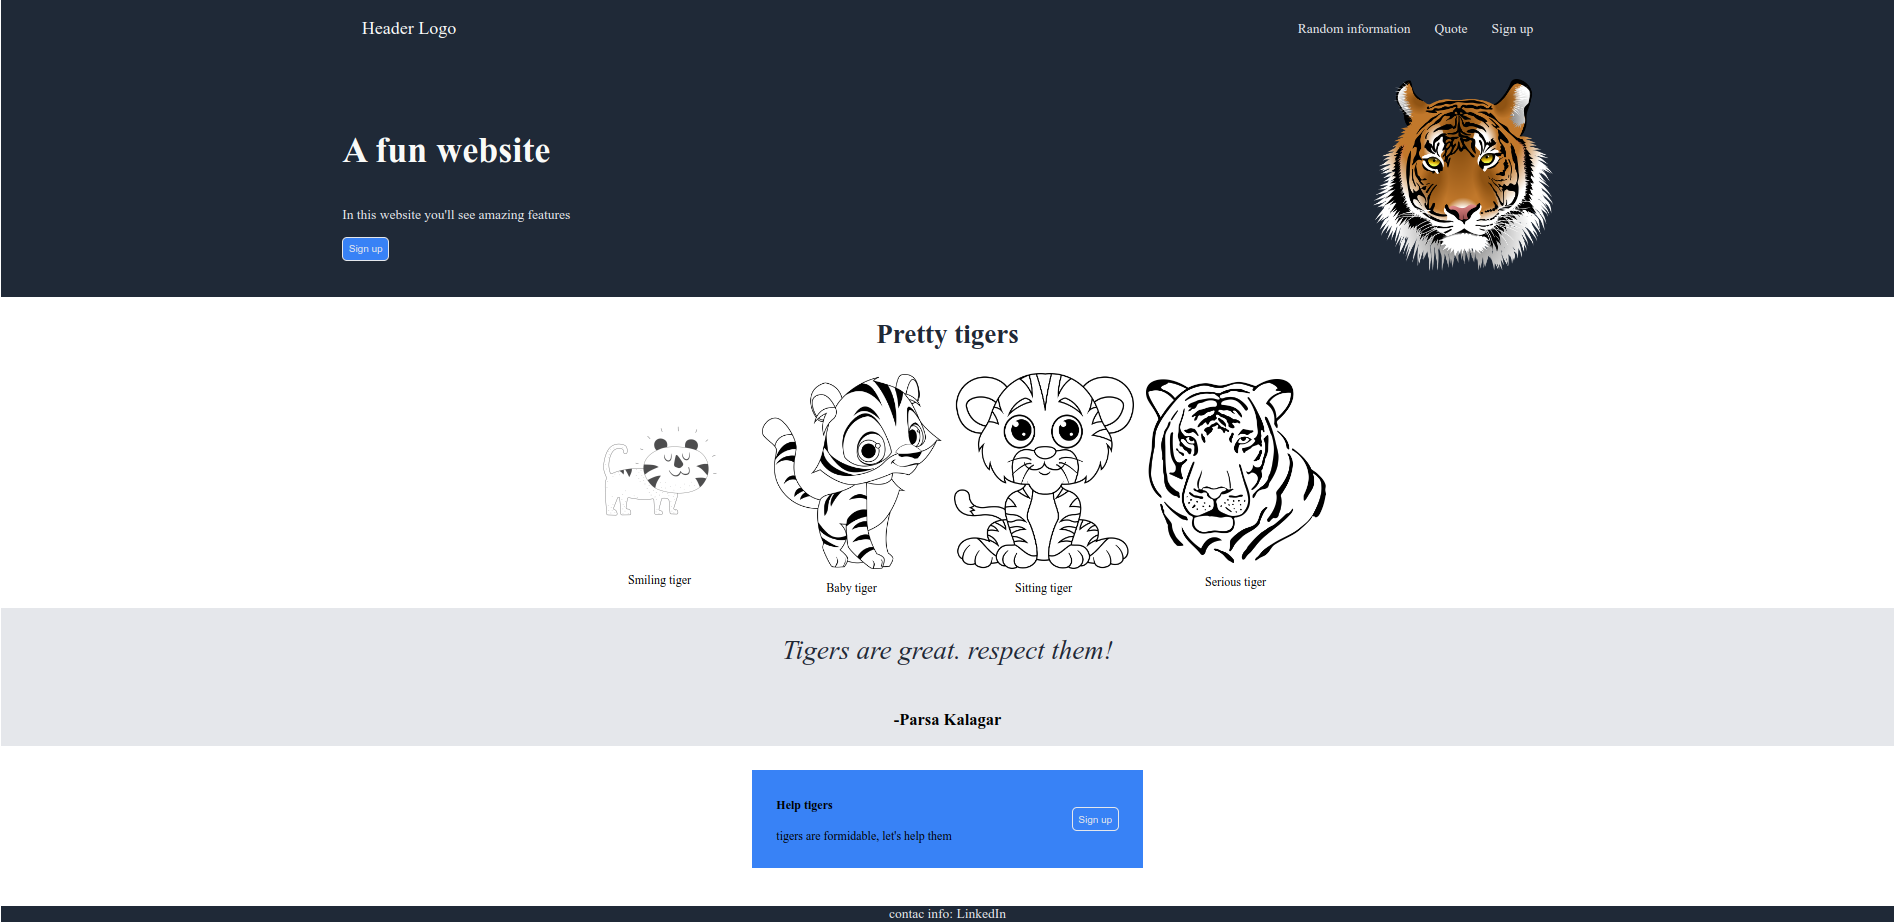 Header Logo
Random information Quote Sign up
A fun website
In this website you'll see amazing features
Sign up
Pretty tigers
Smiling tiger
Baby tiger
Sitting tiger
Serious tiger
Tigers are great. respect them!
-Parsa Kalagar
Help tigers
tigers are formidable, let's help them
Sign up
contac info: LinkedIn